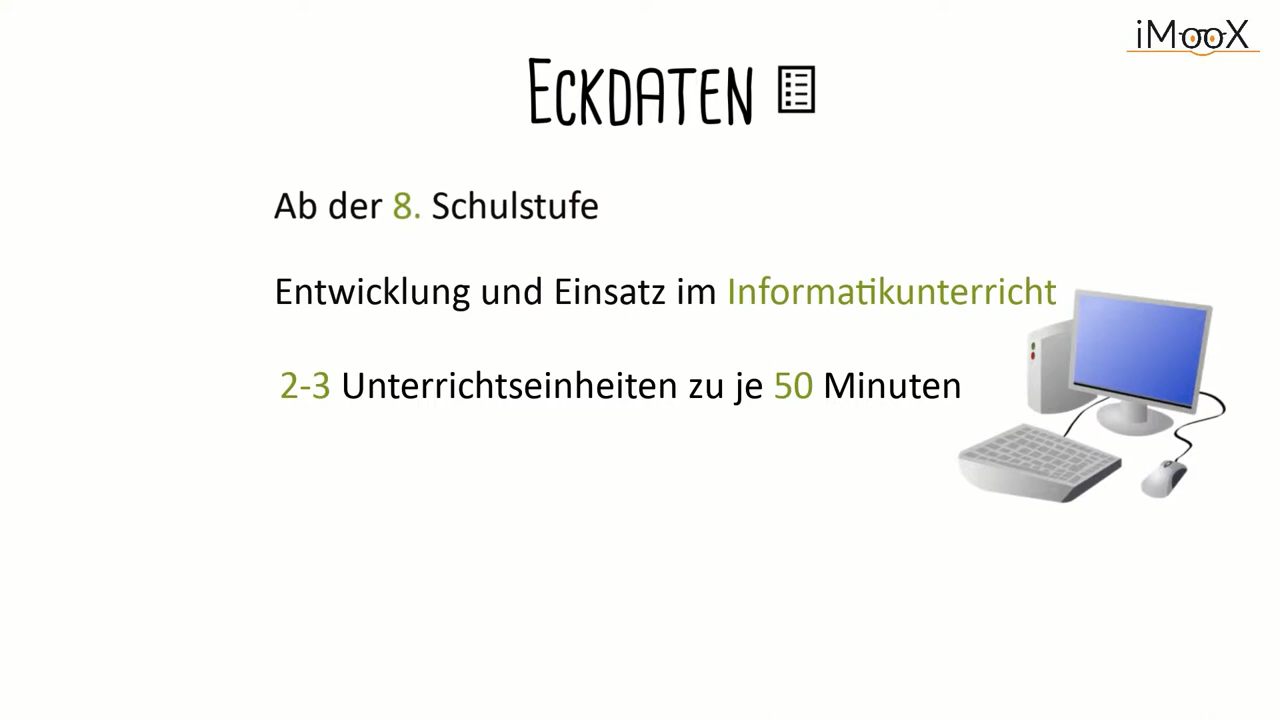 iMooX
ECKDATEN
Ab der 8. Schulstufe
Entwicklung und Einsatz im Informatikunterricht
2-3 Unterrichtseinheiten zu je 50 Minuten